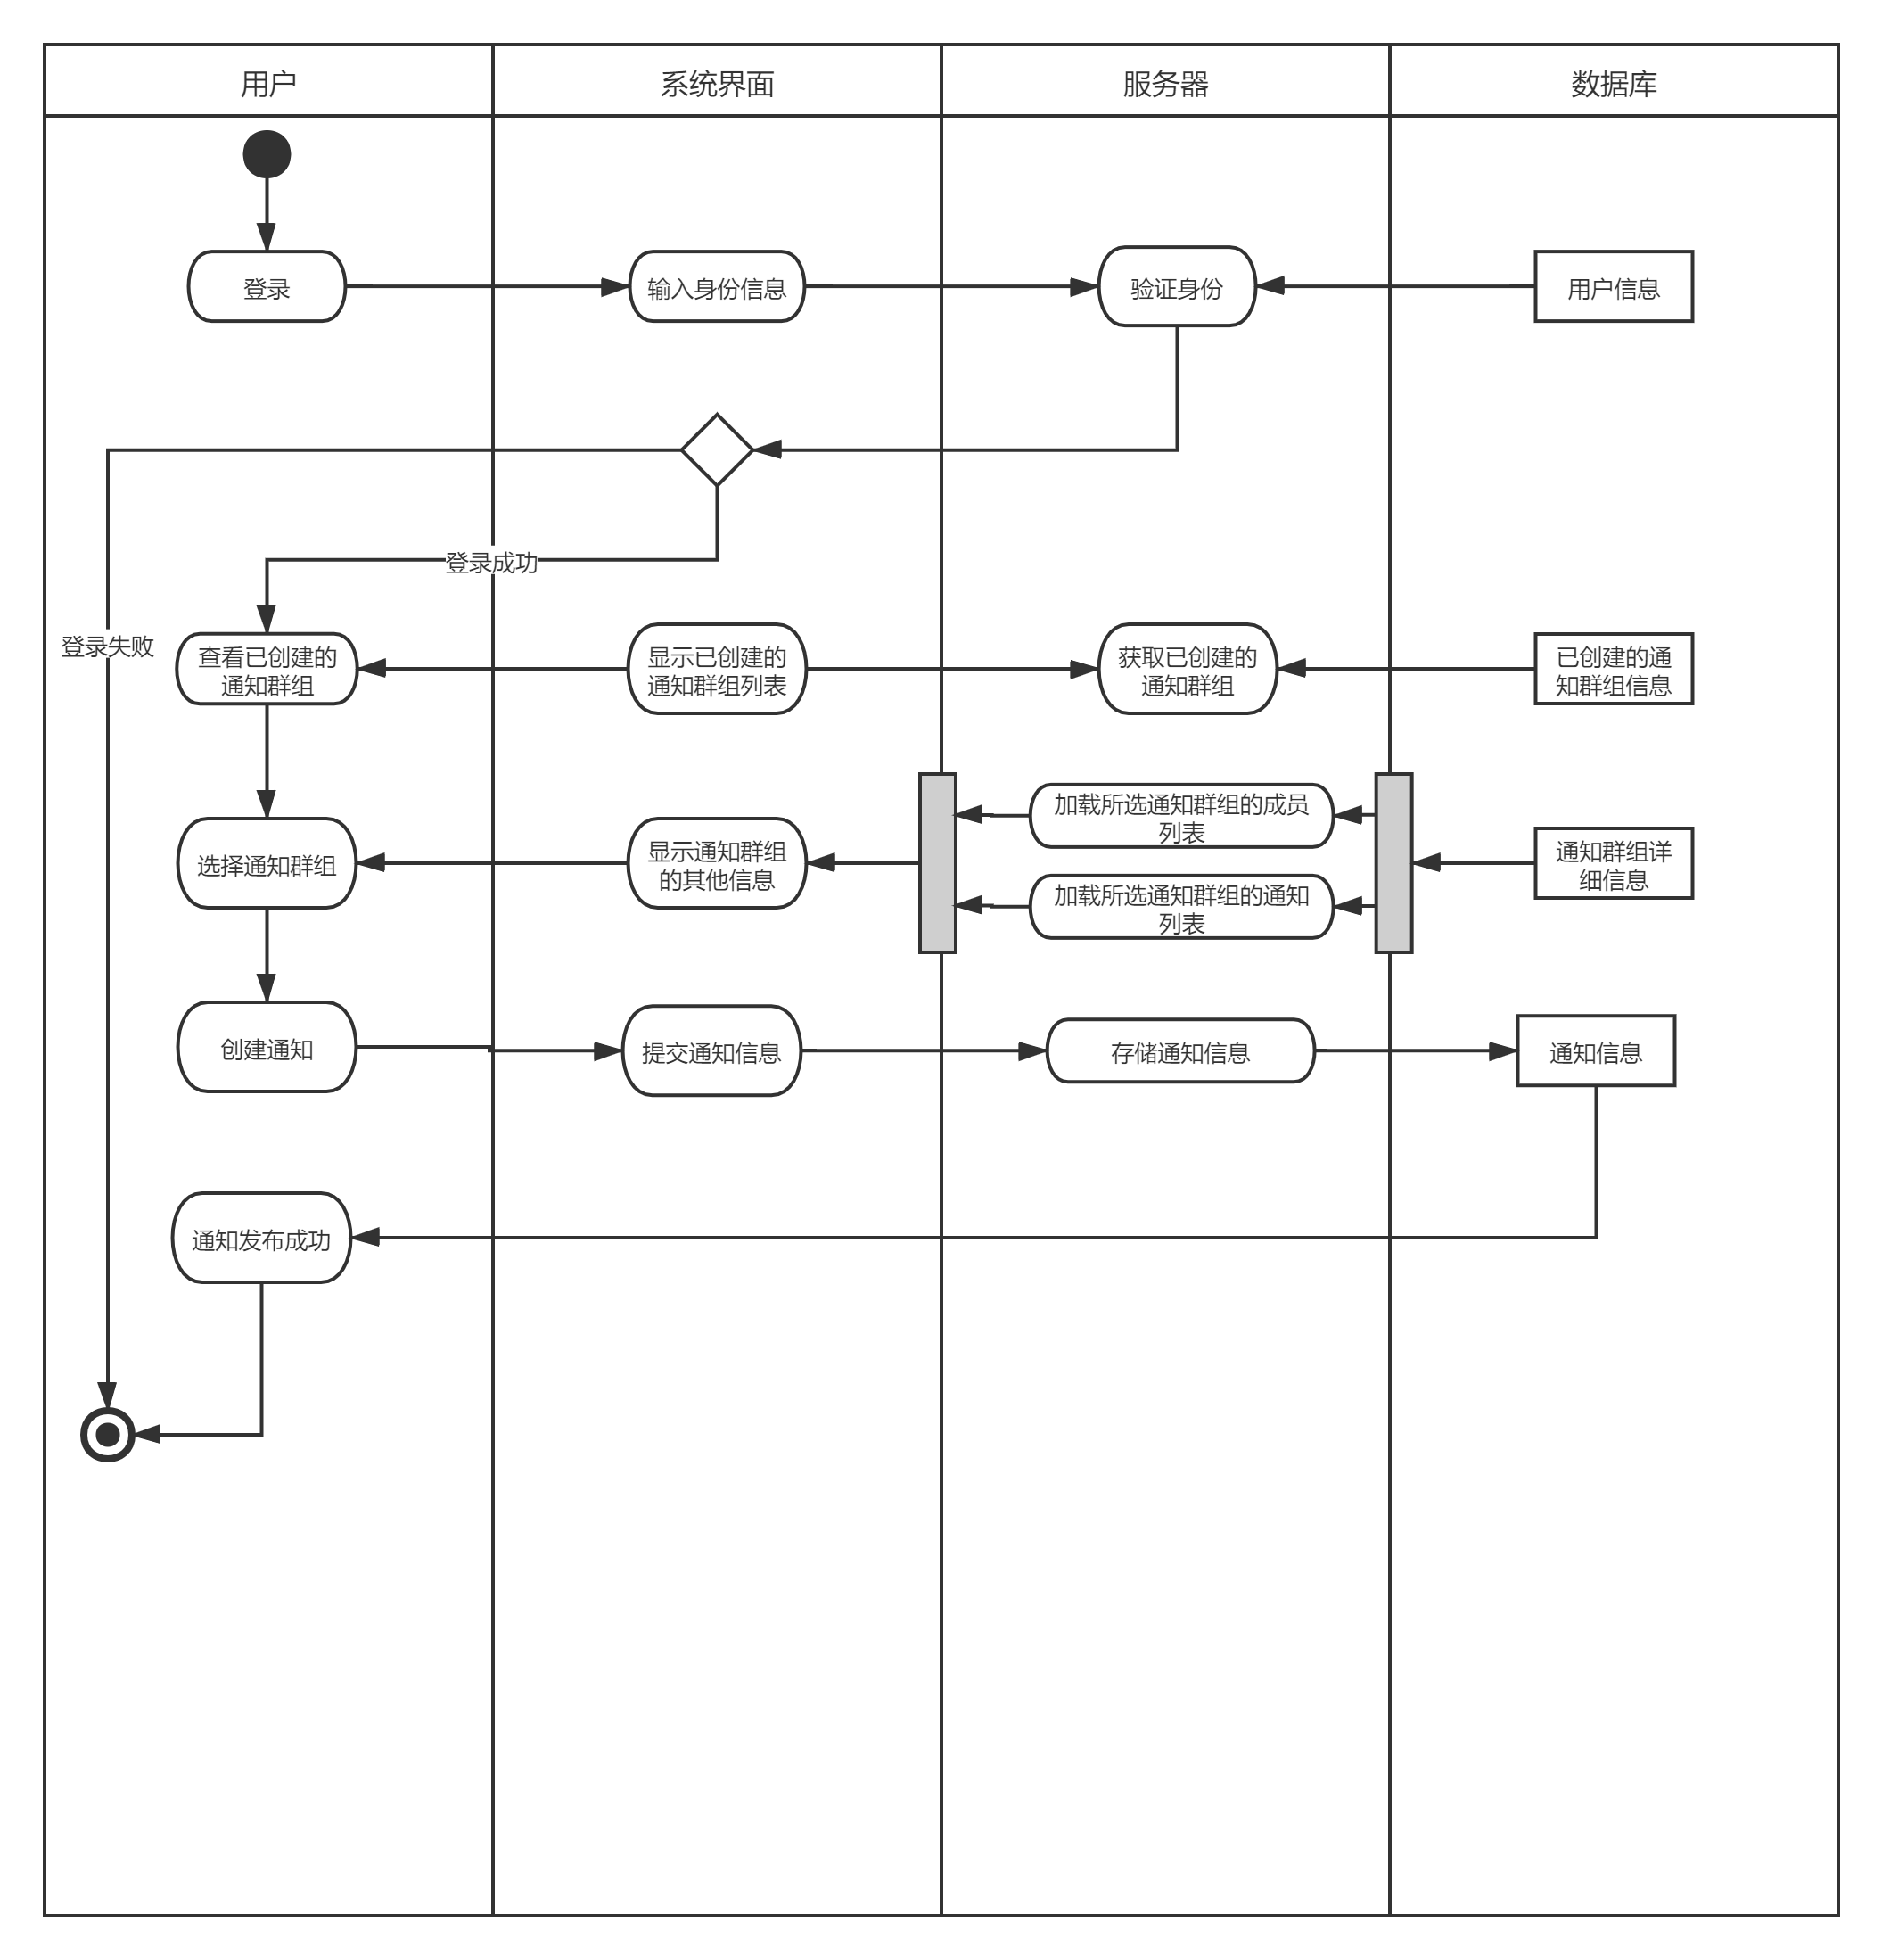 用户
系统界面
服务器
数据库
登录
输入身份信息
验证身份
用户信息
登录成功
登录失败
查看已创建的
通知群组
显示已创建的
通知群组列表
获取已创建的
通知群组
已创建的通
知群组信息
选择通知群组
显示通知群组
的其他信息
加载所选通知群组的成员
列表
加载所选通知群组的通知
列表
通知群组详
细信息
创建通知
提交通知信息
存储通知信息
通知信息
通知发布成功